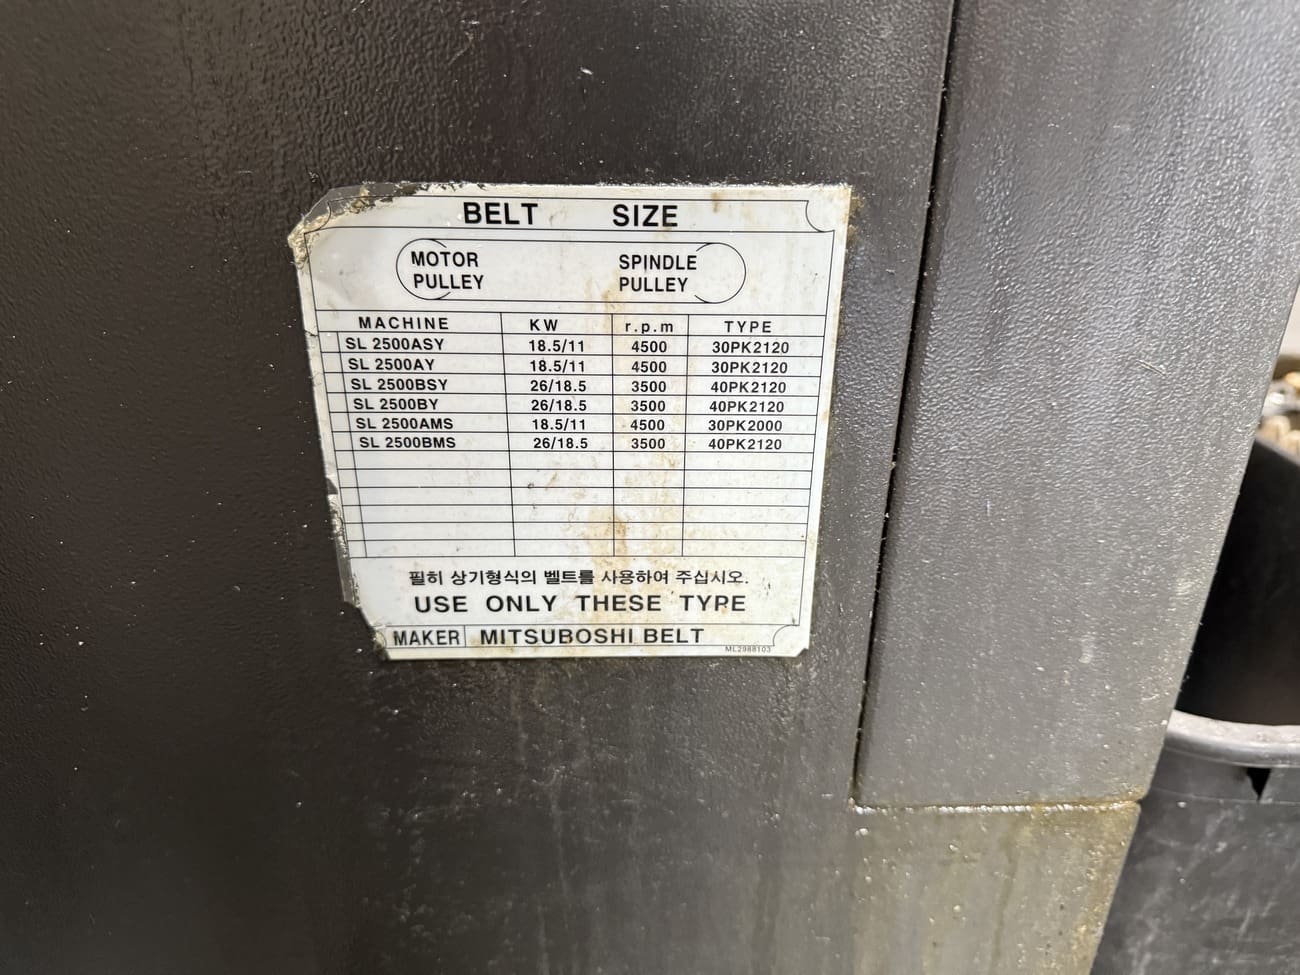 BELT SIZE
MOTOR PULLEY
SPINDLE PULLEY
MACHINE KW r.p.m TYPE
SL 2500ASY 18.5/11 4500 30PK2120
SL 2500AY 18.5/11 4500 30PK2120
SL 2500BSY 26/18.5 3500 40PK2120
SL 2500BY 26/18.5 3500 40PK2120
SL 2500AMS 18.5/11 4500 30PK2000
SL 2500BMS 26/18.5 3500 40PK2120
필히 상기형식의 벨트를 사용하여 주십시오.
USE ONLY THESE TYPE
MAKER MITSUBOSHI BELT
ML2988103